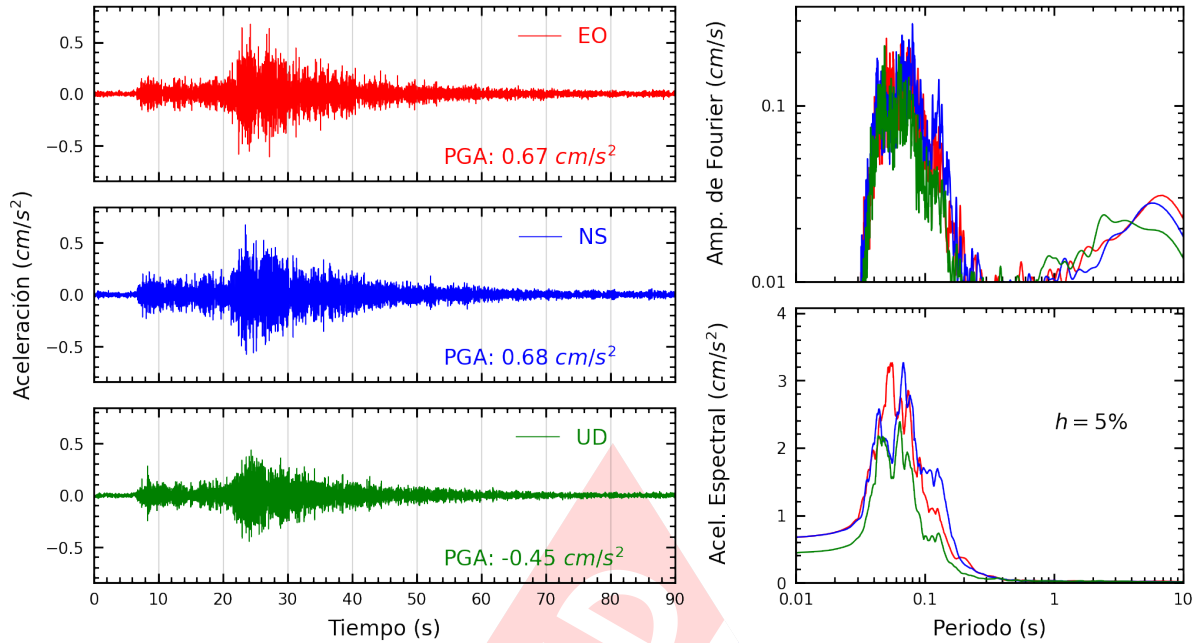 Aceleración (cm/s²)
0.5
0.0
−0.5
EO
PGA: 0.67 cm/s²
0.5
0.0
−0.5
NS
PGA: 0.68 cm/s²
0.5
0.0
−0.5
UD
PGA: -0.45 cm/s²
0 10 20 30 40 50 60 70 80 90
Tiempo (s)
Amp. de Fourier (cm/s)
0.1
0.01
Acel. Espectral (cm/s²)
4
3
2
1
0
h = 5%
0.01 0.1 1 10
Periodo (s)